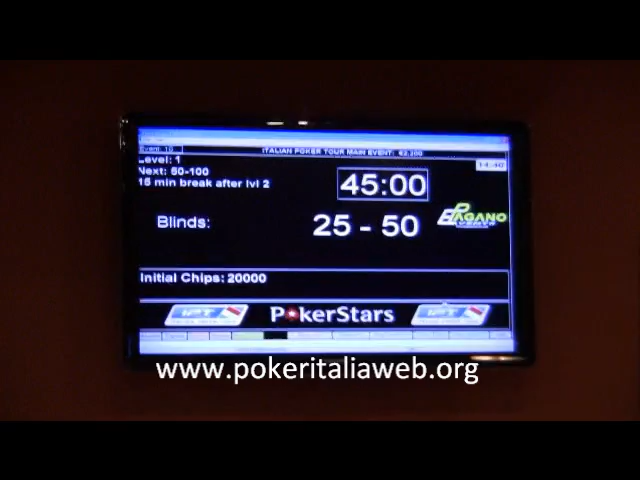 Event: 10
ITALIAN POKER TOUR MAIN EVENT: €2,200
Level: 1
14:40
Next: 50-100
15 min break after lvl 2
45:00
Blinds:
25 - 50
PAGANO
EVENTS
Initial Chips: 20000
IPT
PokerStars
IPT
www.pokeritaliaweb.org